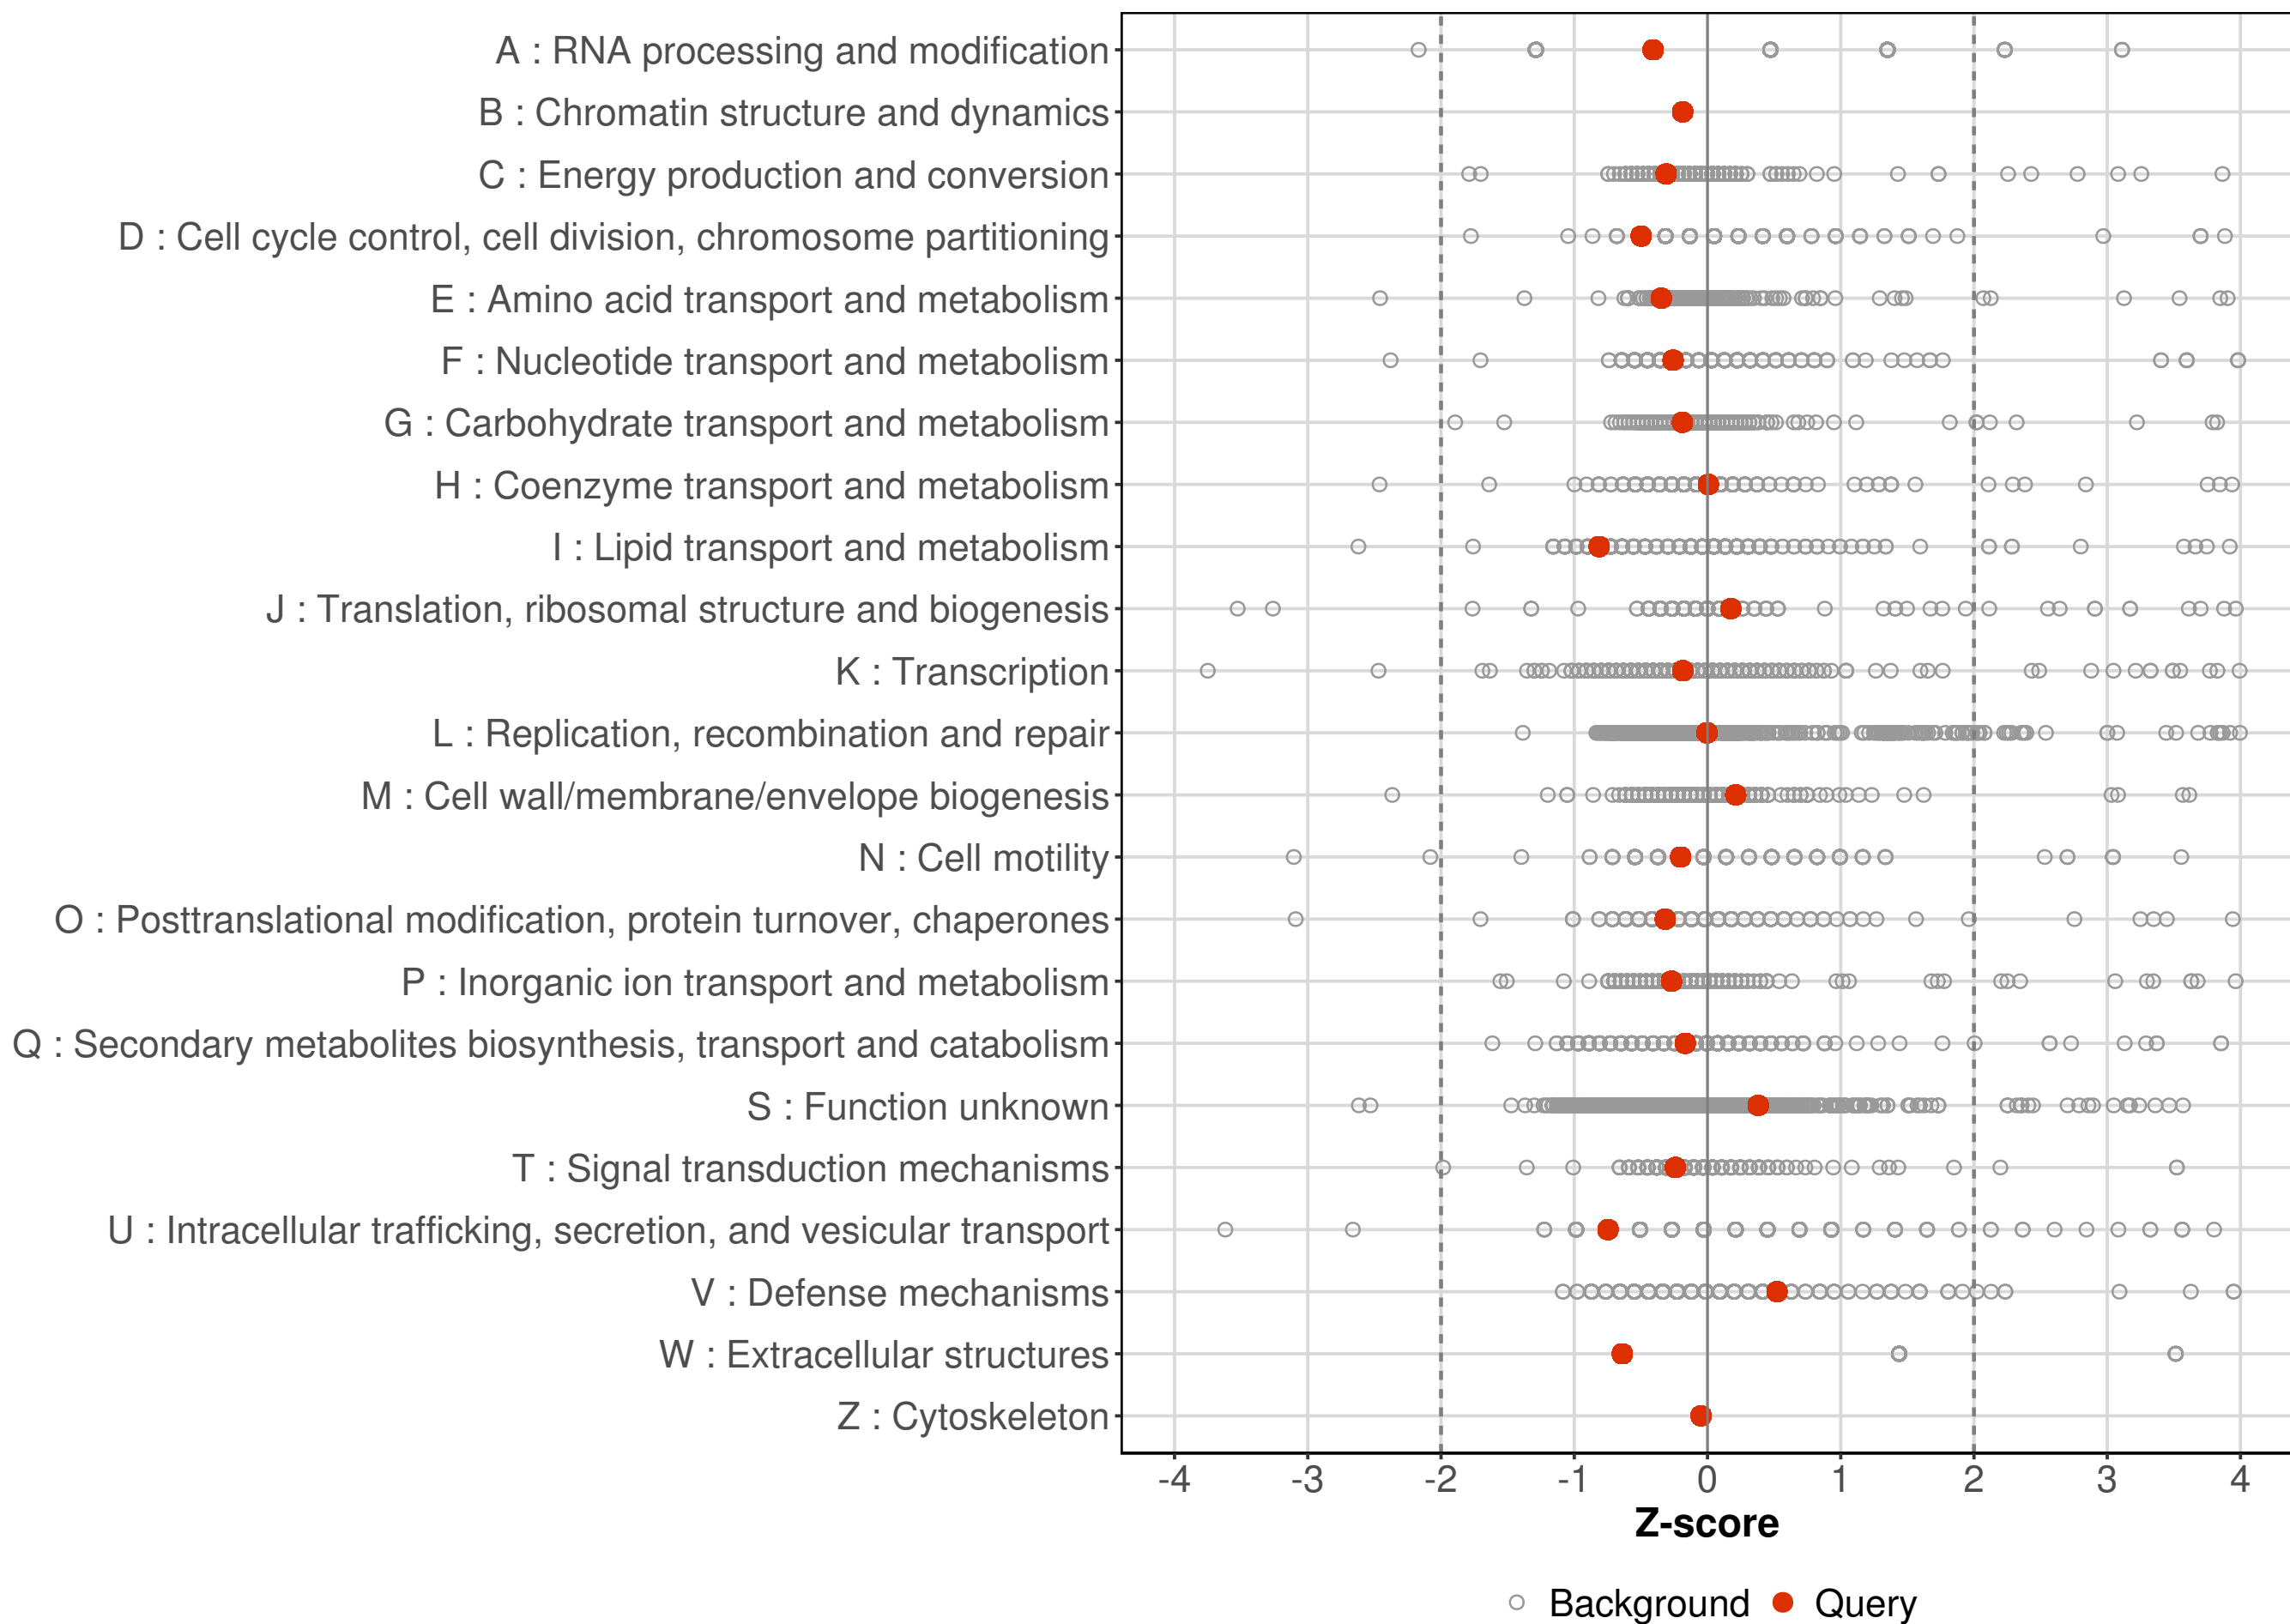 A : RNA processing and modification
B : Chromatin structure and dynamics
C : Energy production and conversion
D : Cell cycle control, cell division, chromosome partitioning
E : Amino acid transport and metabolism
F : Nucleotide transport and metabolism
G : Carbohydrate transport and metabolism
H : Coenzyme transport and metabolism
I : Lipid transport and metabolism
J : Translation, ribosomal structure and biogenesis
K : Transcription
L : Replication, recombination and repair
M : Cell wall/membrane/envelope biogenesis
N : Cell motility
O : Posttranslational modification, protein turnover, chaperones
P : Inorganic ion transport and metabolism
Q : Secondary metabolites biosynthesis, transport and catabolism
S : Function unknown
T : Signal transduction mechanisms
U : Intracellular trafficking, secretion, and vesicular transport
V : Defense mechanisms
W : Extracellular structures
Z : Cytoskeleton
-4 -3 -2 -1 0 1 2 3 4
Z-score
Background Query